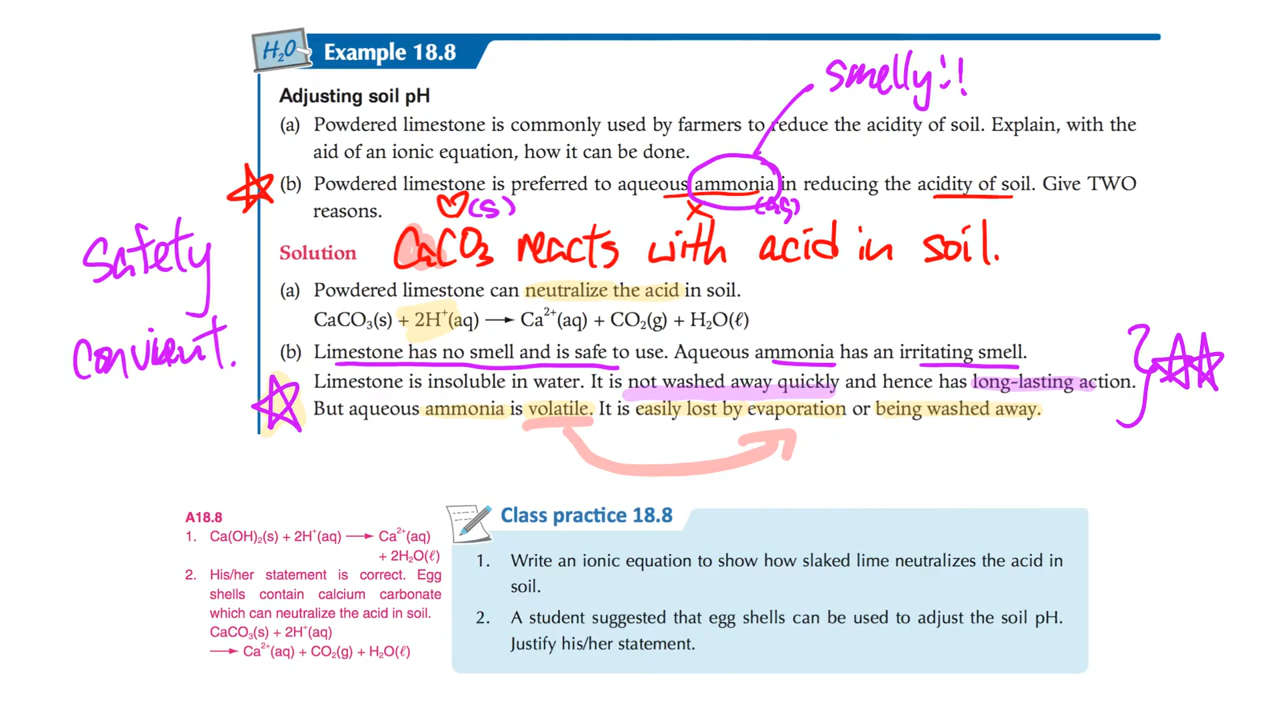 H₂O Example 18.8
smelly :!!
Adjusting soil pH
(a) Powdered limestone is commonly used by farmers to reduce the acidity of soil. Explain, with the
aid of an ionic equation, how it can be done.
(b) Powdered limestone is preferred to aqueous ammonia in reducing the acidity of soil. Give TWO
reasons.
(s)
(aq)
safety
convient.
Solution
CaCO₃ reacts with acid in soil.
(a) Powdered limestone can neutralize the acid in soil.
CaCO₃(s) + 2H⁺(aq) ⟶ Ca²⁺(aq) + CO₂(g) + H₂O(ℓ)
(b) Limestone has no smell and is safe to use. Aqueous ammonia has an irritating smell.
Limestone is insoluble in water. It is not washed away quickly and hence has long-lasting action.
But aqueous ammonia is volatile. It is easily lost by evaporation or being washed away.
A18.8
1. Ca(OH)₂(s) + 2H⁺(aq) ⟶ Ca²⁺(aq)
+ 2H₂O(ℓ)
2. His/her statement is correct. Egg
shells contain calcium carbonate
which can neutralize the acid in soil.
CaCO₃(s) + 2H⁺(aq)
⟶ Ca²⁺(aq) + CO₂(g) + H₂O(ℓ)
Class practice 18.8
1. Write an ionic equation to show how slaked lime neutralizes the acid in
soil.
2. A student suggested that egg shells can be used to adjust the soil pH.
Justify his/her statement.